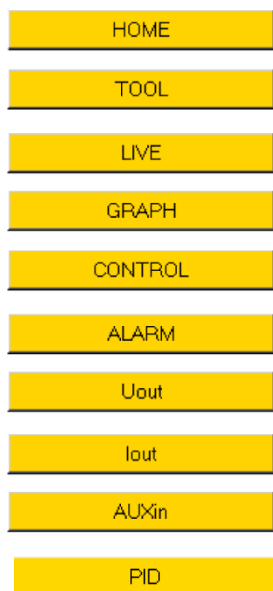 HOME
TOOL
LIVE
GRAPH
CONTROL
ALARM
Uout
Iout
AUXin
PID